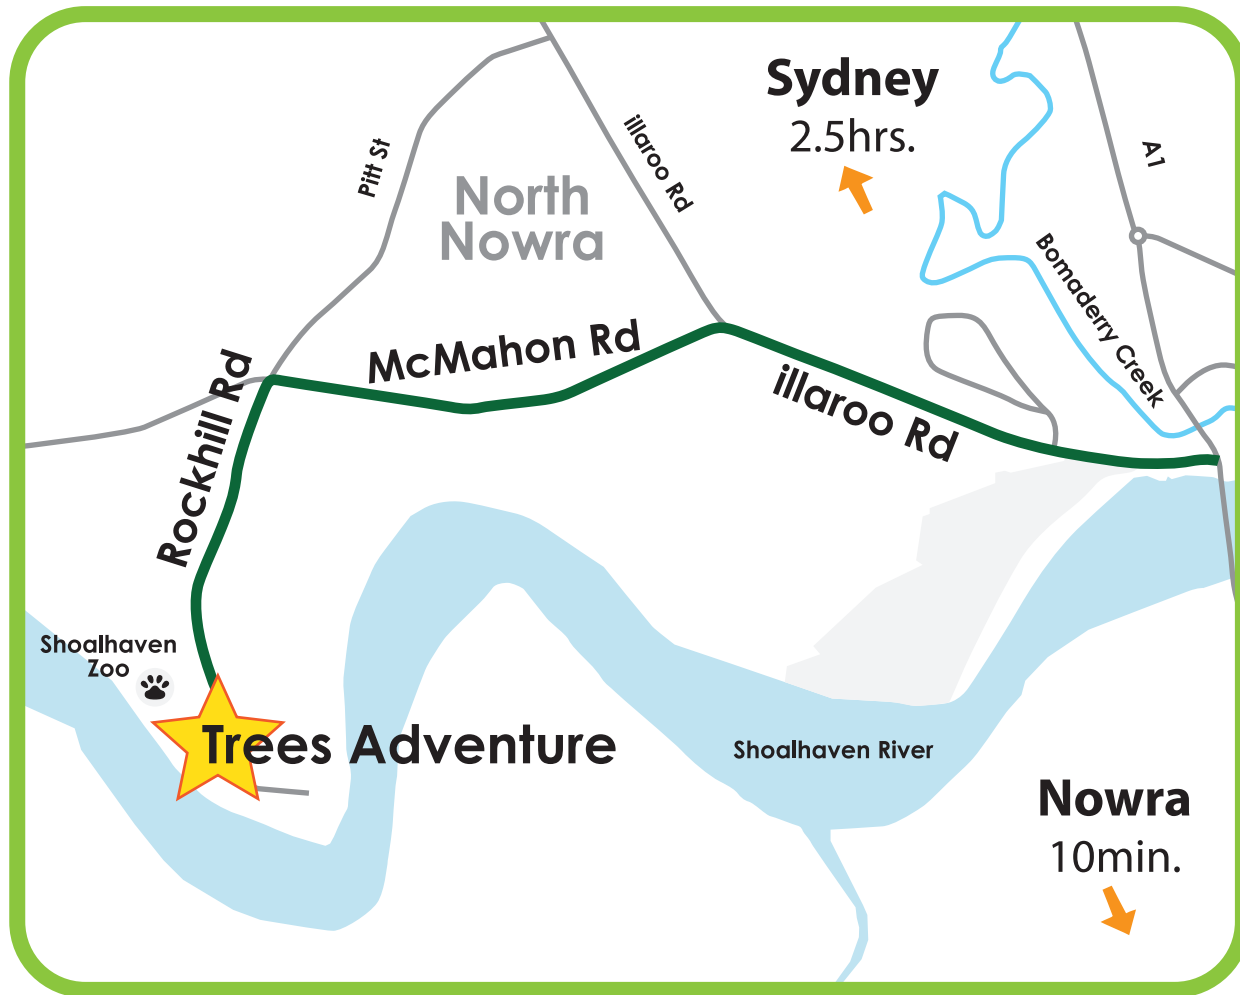 Sydney
2.5hrs.
A1
Pitt St
illaroo Rd
North
Nowra
Bomaderry Creek
McMahon Rd
illaroo Rd
Rockhill Rd
Shoalhaven
Zoo
Trees Adventure
Shoalhaven River
Nowra
10min.